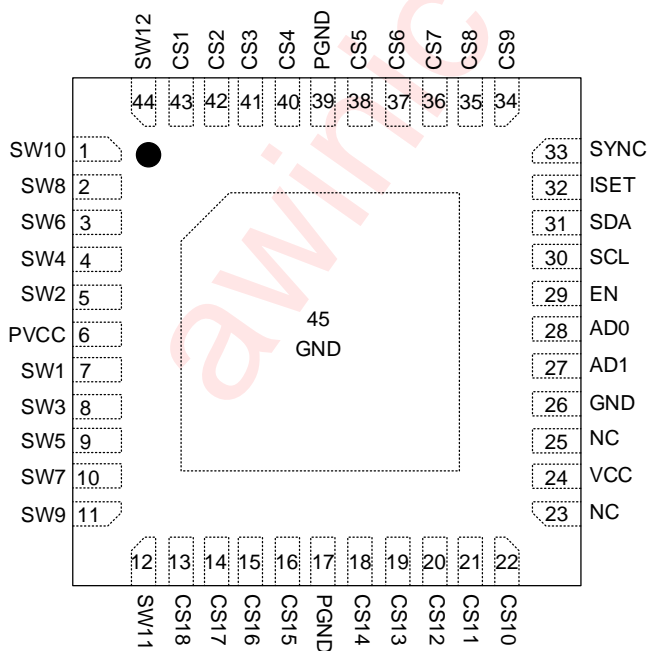 SW12 CS1 CS2 CS3 CS4 PGND CS5 CS6 CS7 CS8 CS9
44 43 42 41 40 39 38 37 36 35 34
SW10 1 33 SYNC
SW8 2 32 ISET
SW6 3 31 SDA
SW4 4 30 SCL
SW2 5 29 EN
PVCC 6 28 AD0
SW1 7 27 AD1
SW3 8 26 GND
SW5 9 25 NC
SW7 10 24 VCC
SW9 11 23 NC
45
GND
awinic
12 13 14 15 16 17 18 19 20 21 22
SW11 CS18 CS17 CS16 CS15 PGND CS14 CS13 CS12 CS11 CS10